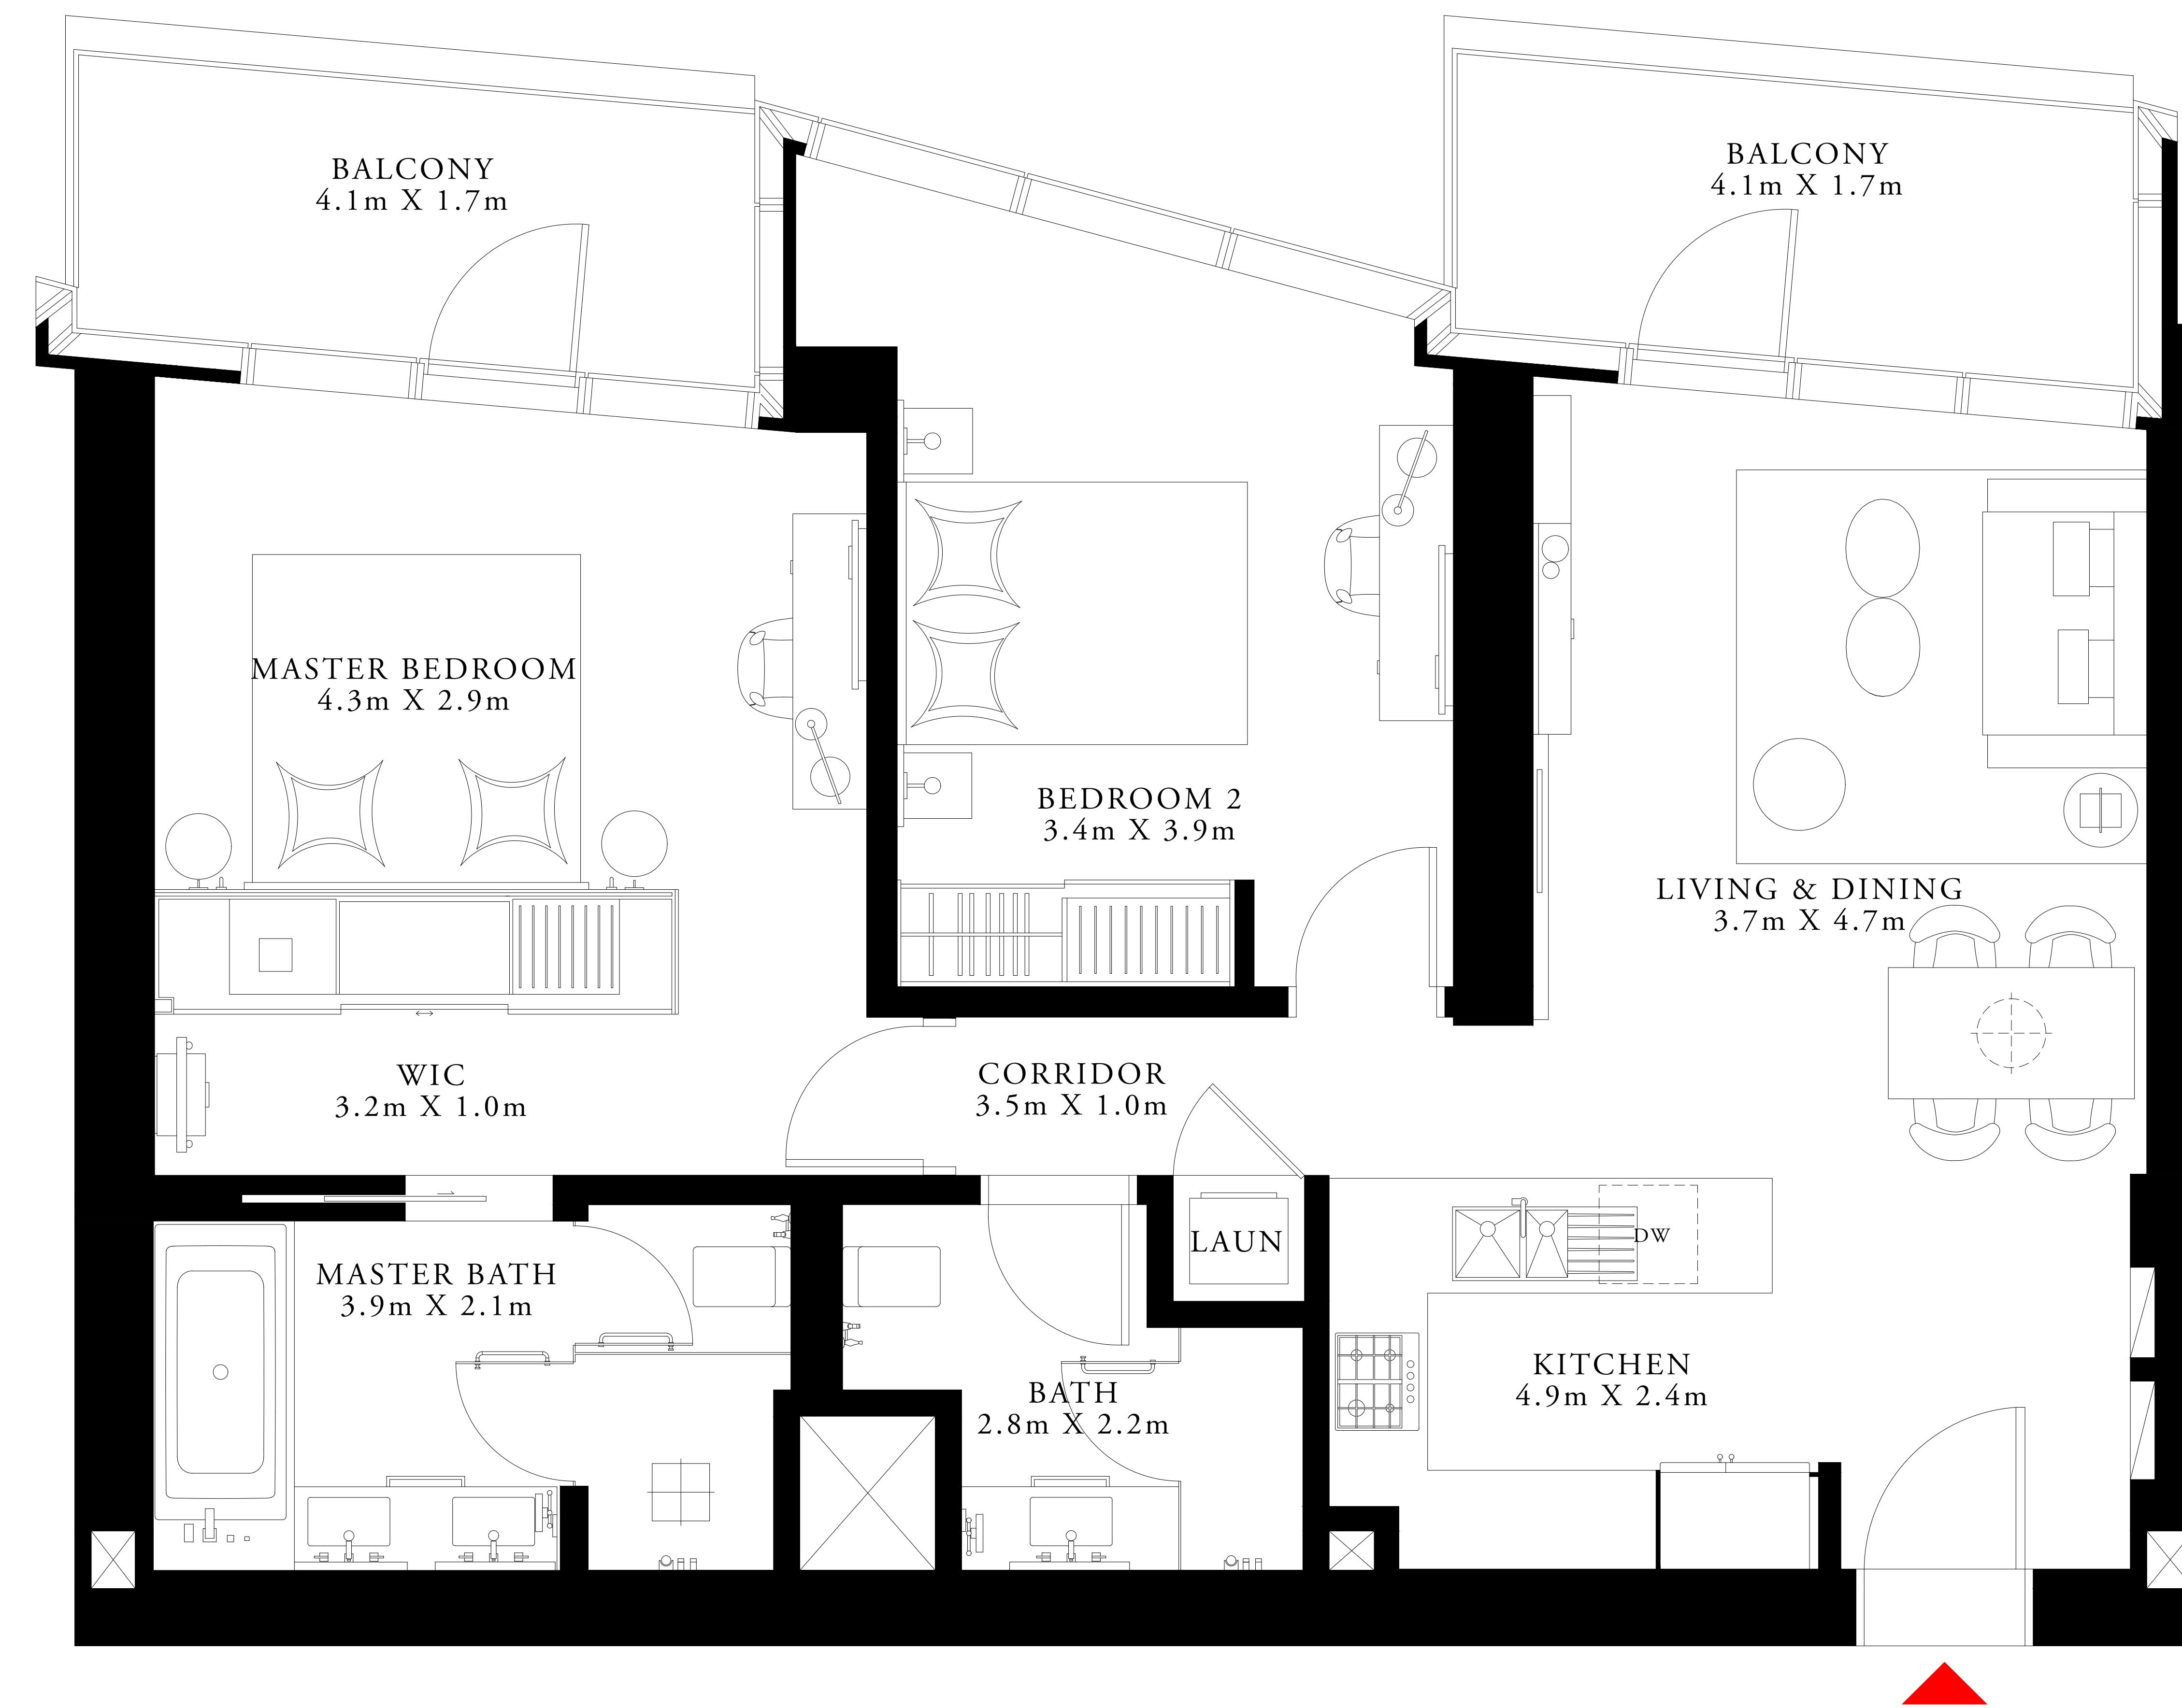 BALCONY
4.1m X 1.7m
BALCONY
4.1m X 1.7m
MASTER BEDROOM
4.3m X 2.9m
BEDROOM 2
3.4m X 3.9m
LIVING & DINING
3.7m X 4.7m
WIC
3.2m X 1.0m
CORRIDOR
3.5m X 1.0m
LAUN
DW
MASTER BATH
3.9m X 2.1m
BATH
2.8m X 2.2m
KITCHEN
4.9m X 2.4m